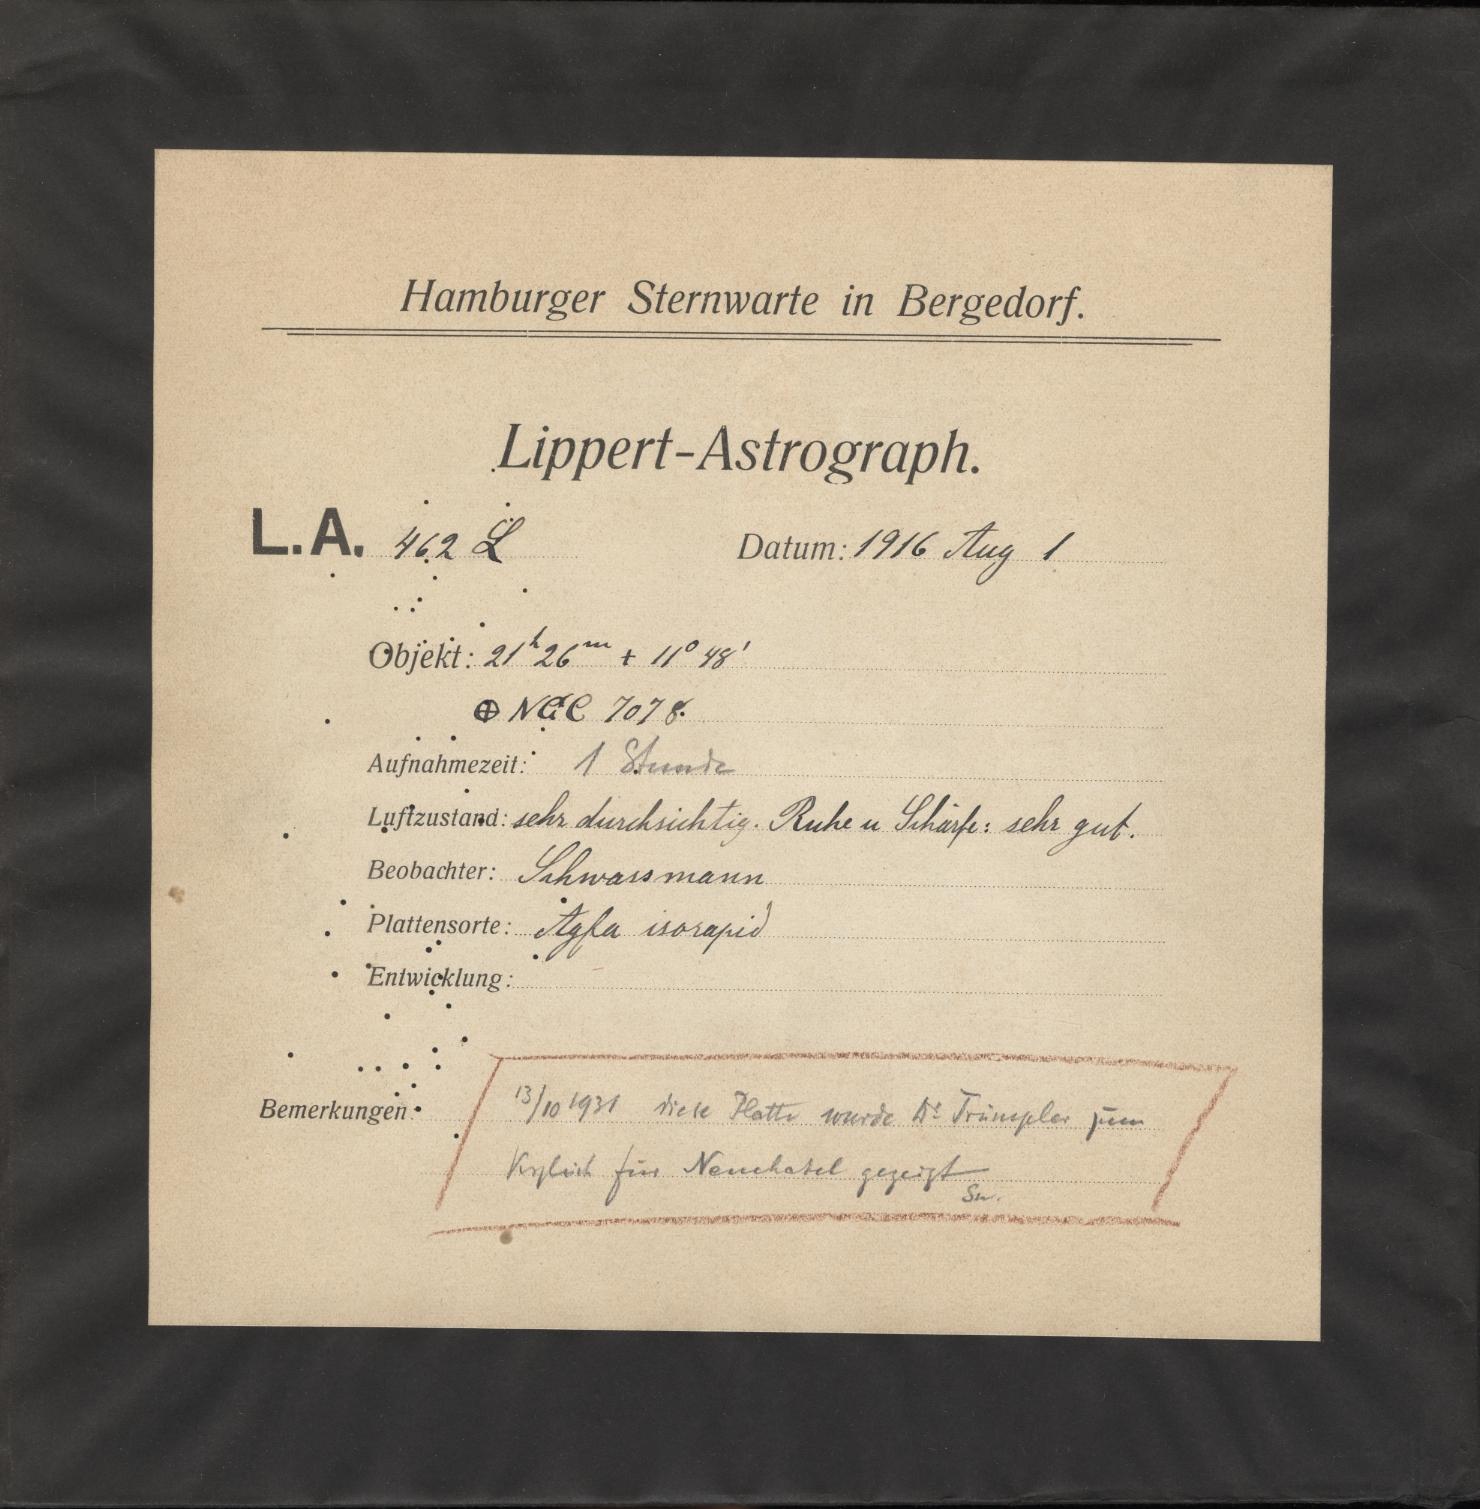 Hamburger Sternwarte in Bergedorf.
Lippert-Astrograph.
L.A. 462 L Datum: 1916 Aug 1
Objekt: 21h 26m + 11° 48'
⊕ NGC 7078.
Aufnahmezeit: 1 Stunde
Luftzustand: sehr durchsichtig. Ruhe u Schärfe: sehr gut.
Beobachter: Schwassmann
Plattensorte: Agfa isorapid
Entwicklung:
Bemerkungen: 13/10 1931 diese Platte wurde Dr Trümpler zum
Vergleich für Neuchatel gezeigt
Sw.